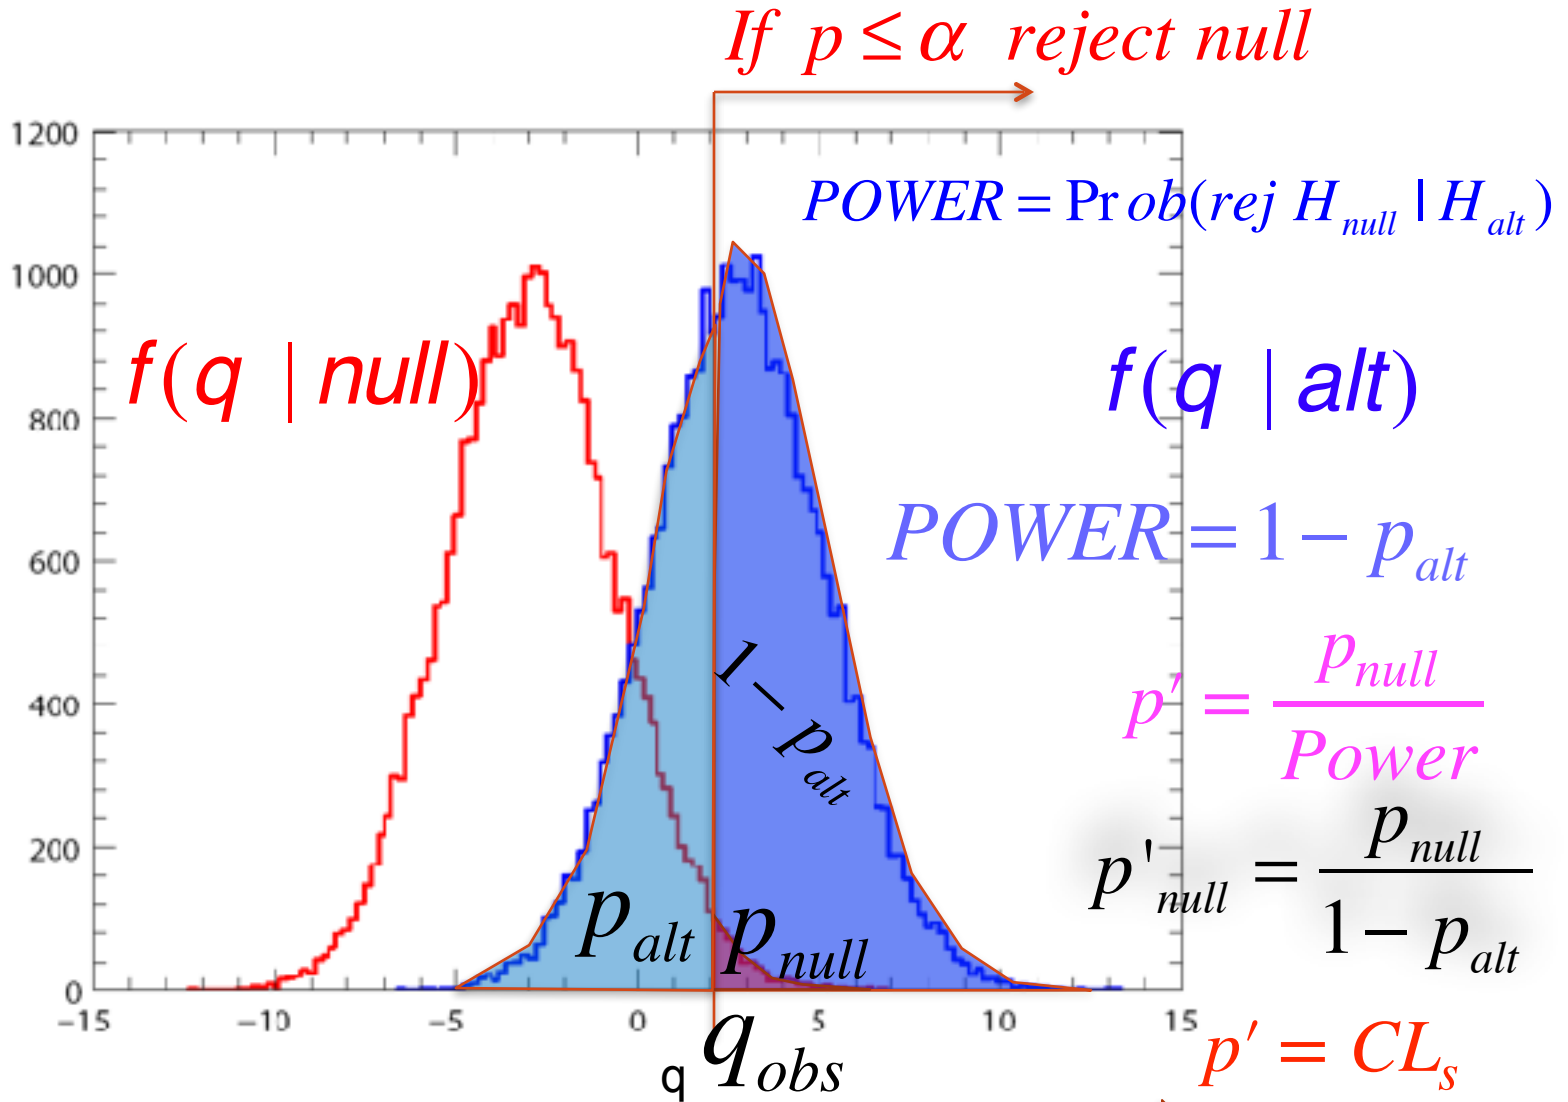 If p ≤ α reject null
1200
POWER = Prob(rej H_null | H_alt)
1000
f(q | null)
f(q | alt)
800
POWER = 1 − p_alt
600
1 − p_alt
p′ = p_null / Power
400
200
p'_null = p_null / 1 − p_alt
p_alt
p_null
0
−15 −10 −5 0 5 10 15
q
q_obs
p′ = CL_s